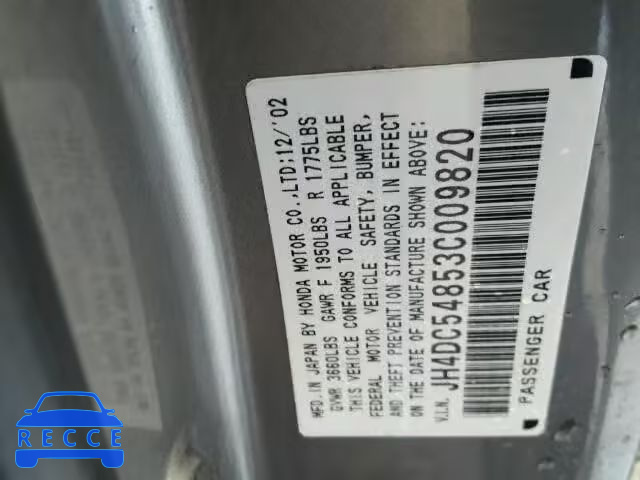 MFD. IN JAPAN BY HONDA MOTOR CO.,LTD:12/'02
GVWR 3660LBS GAWR F 1950LBS R 1775LBS
THIS VEHICLE CONFORMS TO ALL APPLICABLE
FEDERAL MOTOR VEHICLE SAFETY, BUMPER,
AND THEFT PREVENTION STANDARDS IN EFFECT
ON THE DATE OF MANUFACTURE SHOWN ABOVE:
V.I.N. JH4DC54853C009820
PASSENGER CAR
RECCE